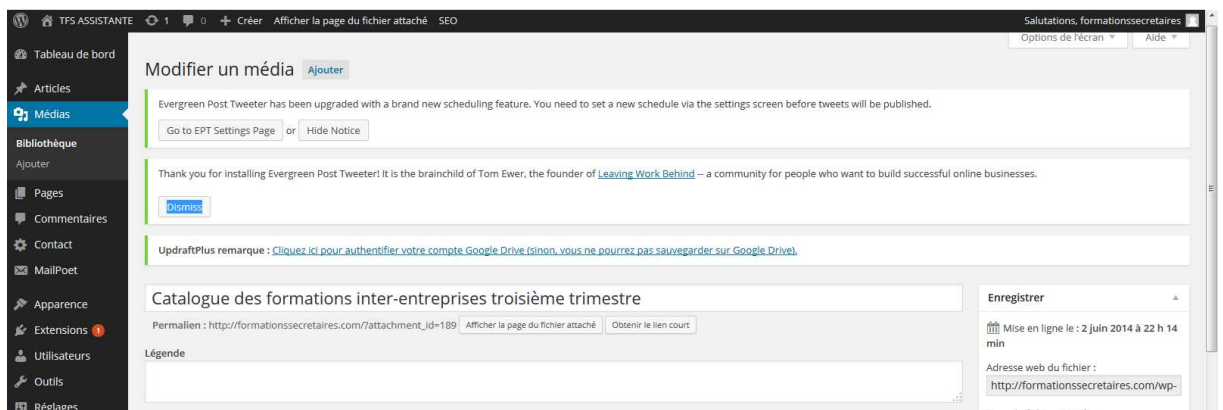 TFS ASSISTANTE 1 0 + Créer Afficher la page du fichier attaché SEO Salutations, formationssecretaires
Options de l'écran Aide
Tableau de bord
Articles
Médias
Bibliothèque
Ajouter
Pages
Commentaires
Contact
MailPoet
Apparence
Extensions 1
Utilisateurs
Outils
Réglages
Modifier un média Ajouter
Evergreen Post Tweeter has been upgraded with a brand new scheduling feature. You need to set a new schedule via the settings screen before tweets will be published.
Go to EPT Settings Page or Hide Notice
Thank you for installing Evergreen Post Tweeter! It is the brainchild of Tom Ewer, the founder of Leaving Work Behind -- a community for people who want to build successful online businesses.
Dismiss
UpdraftPlus remarque : Cliquez ici pour authentifier votre compte Google Drive (sinon, vous ne pourrez pas sauvegarder sur Google Drive).
Catalogue des formations inter-entreprises troisième trimestre
Permalien : http://formationssecretaires.com/?attachment_id=189 Afficher la page du fichier attaché Obtenir le lien court
Légende
Enregistrer
Mise en ligne le : 2 juin 2014 à 22 h 14
min
Adresse web du fichier :
http://formationssecretaires.com/wp-